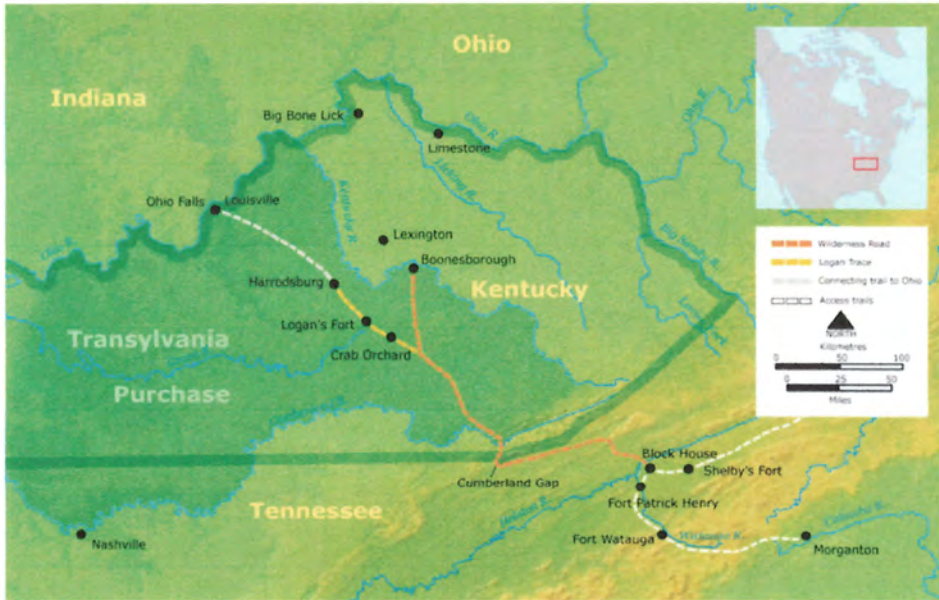 Ohio
Indiana
Big Bone Lick
Limestone
Ohio R.
Licking R.
Ohio R.
Kentucky R.
Ohio Falls
Louisville
Ohio R.
Lexington
Big Sandy R.
Boonesborough
Harrodsburg
Kentucky
Logan's Fort
Transylvania
Crab Orchard
Purchase
Block House
Shelby's Fort
Cumberland Gap
Fort Patrick Henry
Tennessee
Holston R.
Nashville
Fort Watauga
Morganton
Wilderness Road
Logan Trace
Connecting trail to Ohio
Access trails
NORTH
Kilometres
0 50 100
0 25 50
Miles